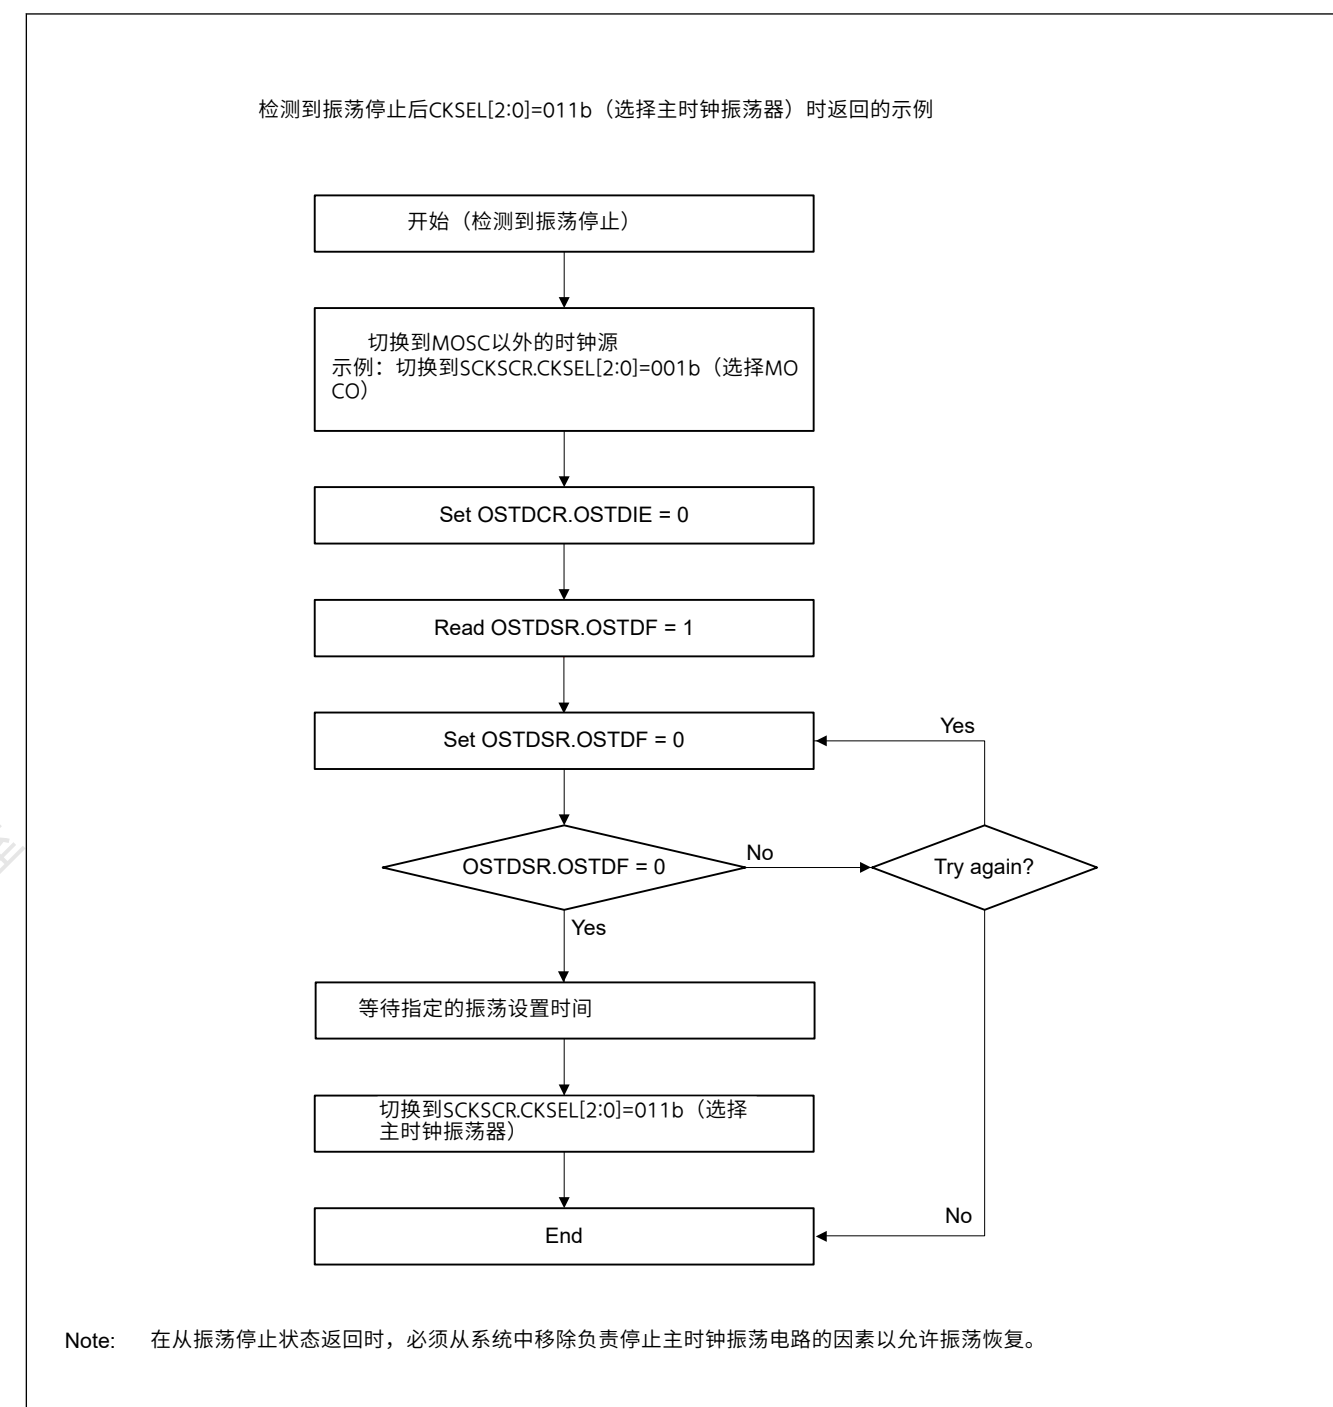 检测到振荡停止后CKSEL[2:0]=011b（选择主时钟振荡器）时返回的示例
开始（检测到振荡停止）
切换到MOSC以外的时钟源
示例：切换到SCKSCR.CKSEL[2:0]=001b（选择MO
CO）
Set OSTDCR.OSTDIE = 0
Read OSTDSR.OSTDF = 1
Set OSTDSR.OSTDF = 0
Yes
OSTDSR.OSTDF = 0
No
Try again?
Yes
等待指定的振荡设置时间
切换到SCKSCR.CKSEL[2:0]=011b（选择
主时钟振荡器）
No
End
Note: 在从振荡停止状态返回时，必须从系统中移除负责停止主时钟振荡电路的因素以允许振荡恢复。